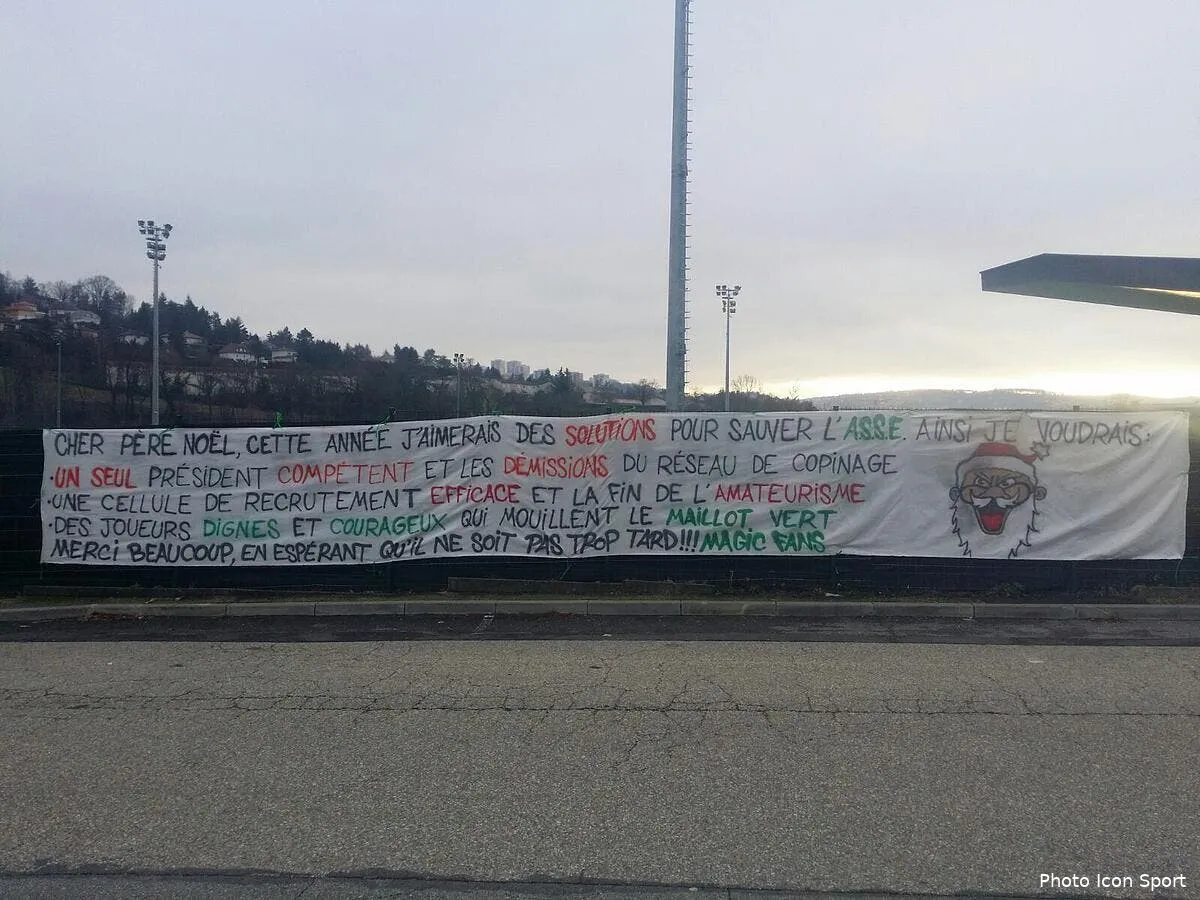 CHER PÈRE NOËL, CETTE ANNÉE J'AIMERAIS DES SOLUTIONS POUR SAUVER L'A.S.S.E. AINSI JE VOUDRAIS:
·UN SEUL PRÉSIDENT COMPÉTENT ET LES DÉMISSIONS DU RÉSEAU DE COPINAGE
·UNE CELLULE DE RECRUTEMENT EFFICACE ET LA FIN DE L'AMATEURISME
·DES JOUEURS DIGNES ET COURAGEUX QUI MOUILLENT LE MAILLOT VERT
MERCI BEAUCOUP, EN ESPÉRANT QU'IL NE SOIT PAS TROP TARD!!! MAGIC FANS
Photo Icon Sport